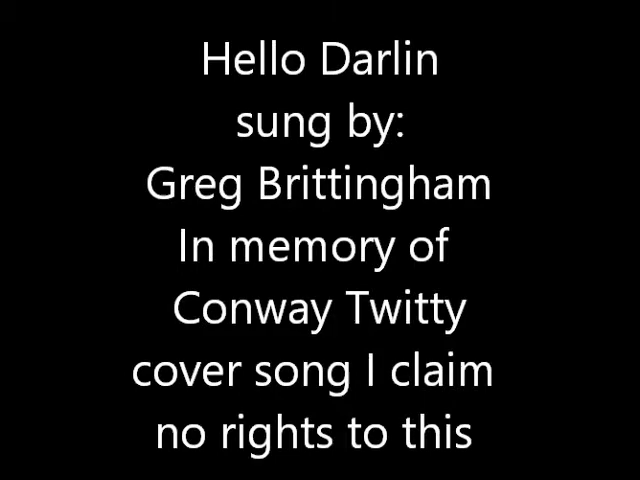 Hello Darlin
sung by:
Greg Brittingham
In memory of
Conway Twitty
cover song I claim
no rights to this